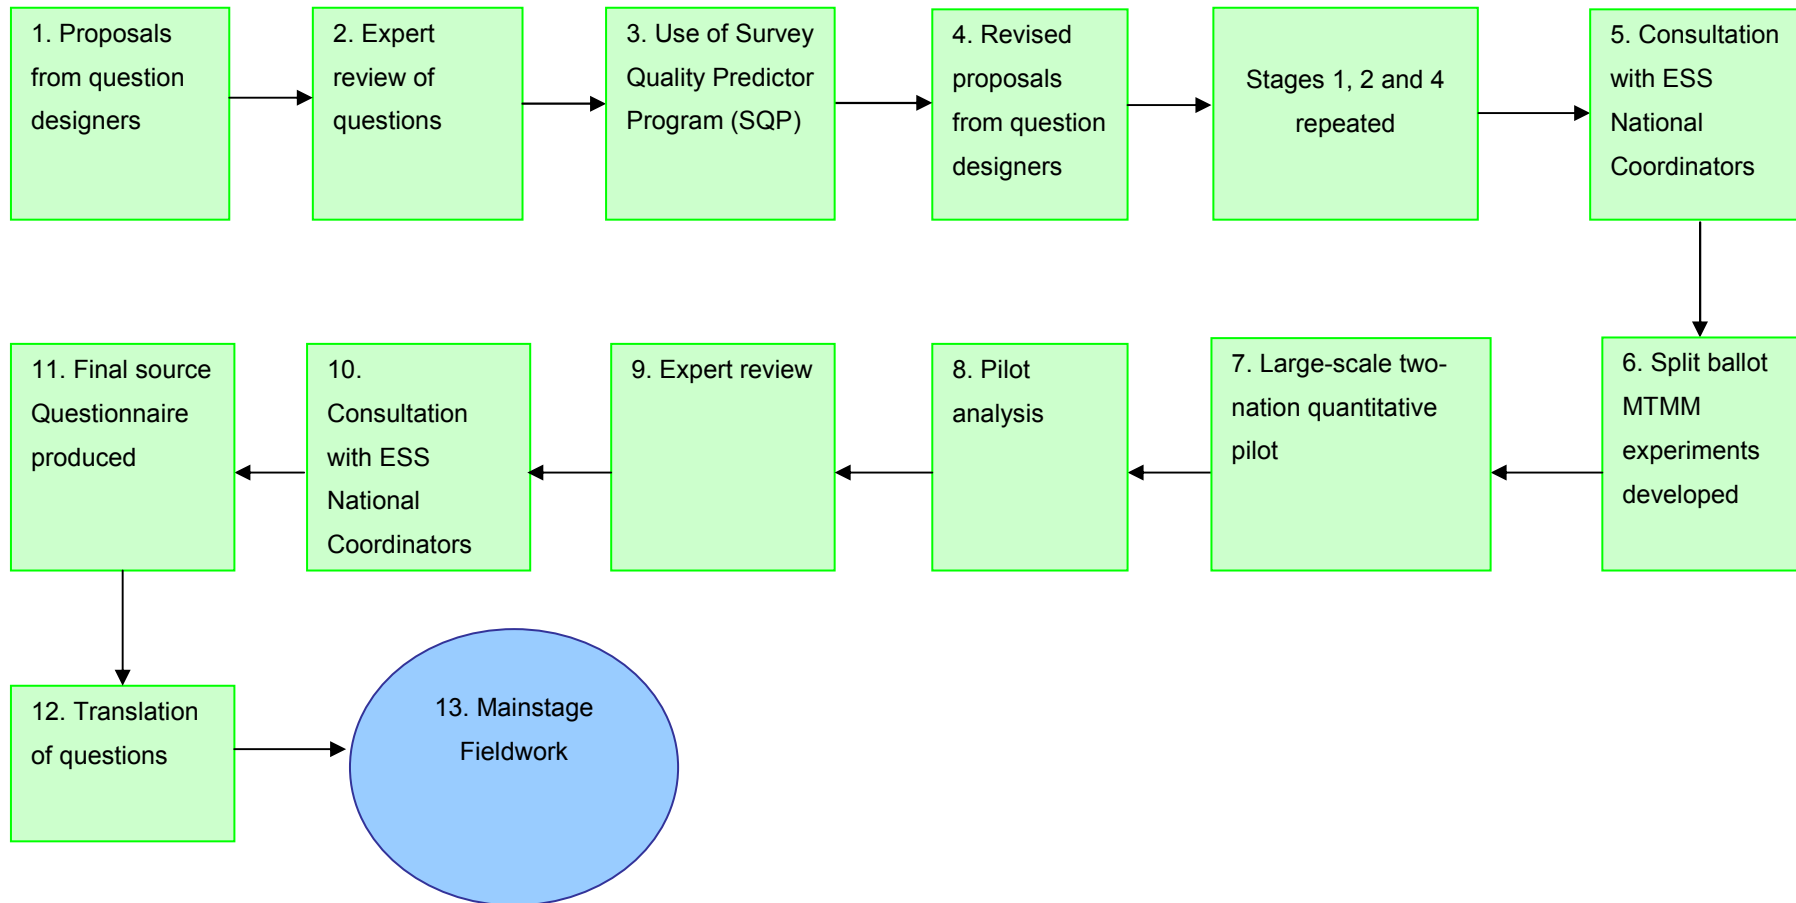 1. Proposals
from question
designers
2. Expert
review of
questions
3. Use of Survey
Quality Predictor
Program (SQP)
4. Revised
proposals
from question
designers
Stages 1, 2 and 4
repeated
5. Consultation
with ESS
National
Coordinators
6. Split ballot
MTMM
experiments
developed
7. Large-scale two-
nation quantitative
pilot
8. Pilot
analysis
9. Expert review
10.
Consultation
with ESS
National
Coordinators
11. Final source
Questionnaire
produced
12. Translation
of questions
13. Mainstage
Fieldwork